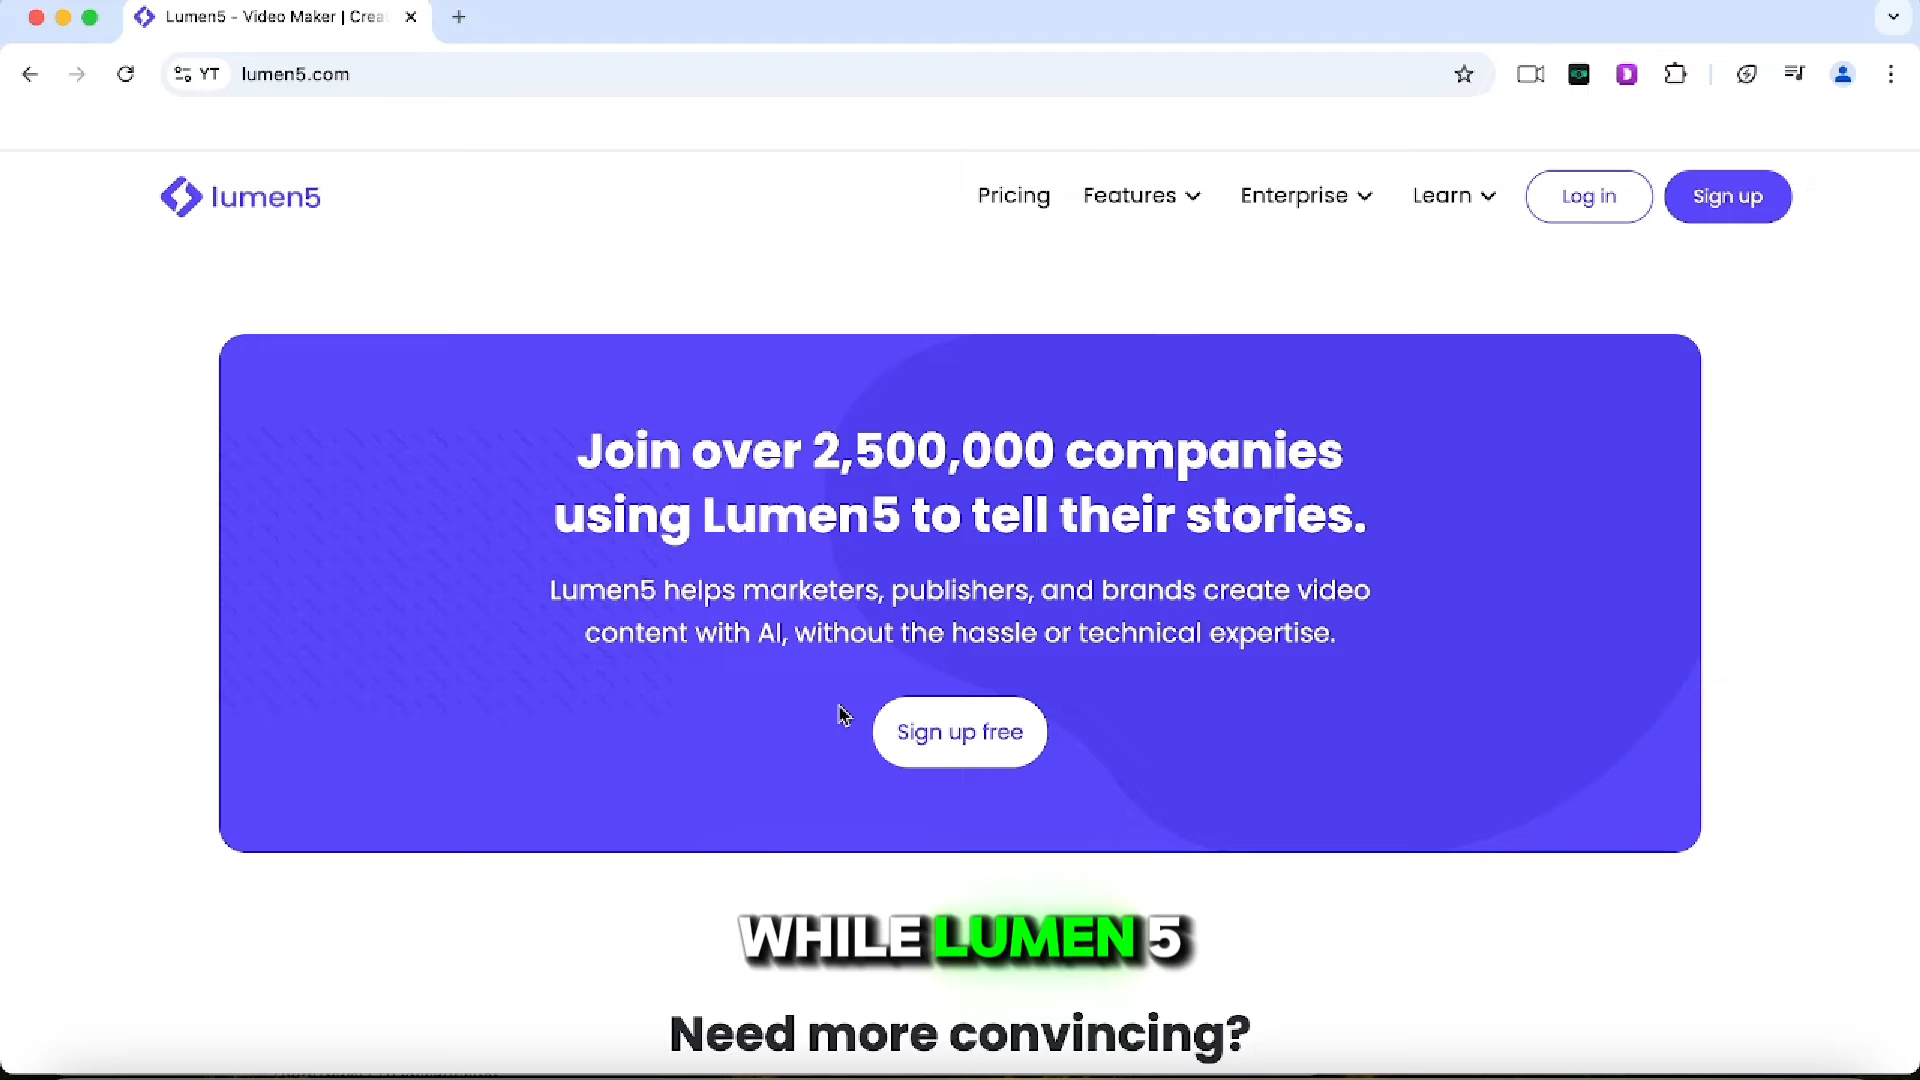 Lumen5 - Video Maker | Crea
YT lumen5.com
lumen5
Pricing Features Enterprise Learn Log in Sign up
Join over 2,500,000 companies
using Lumen5 to tell their stories.
Lumen5 helps marketers, publishers, and brands create video
content with AI, without the hassle or technical expertise.
Sign up free
WHILE LUMEN 5
Need more convincing?